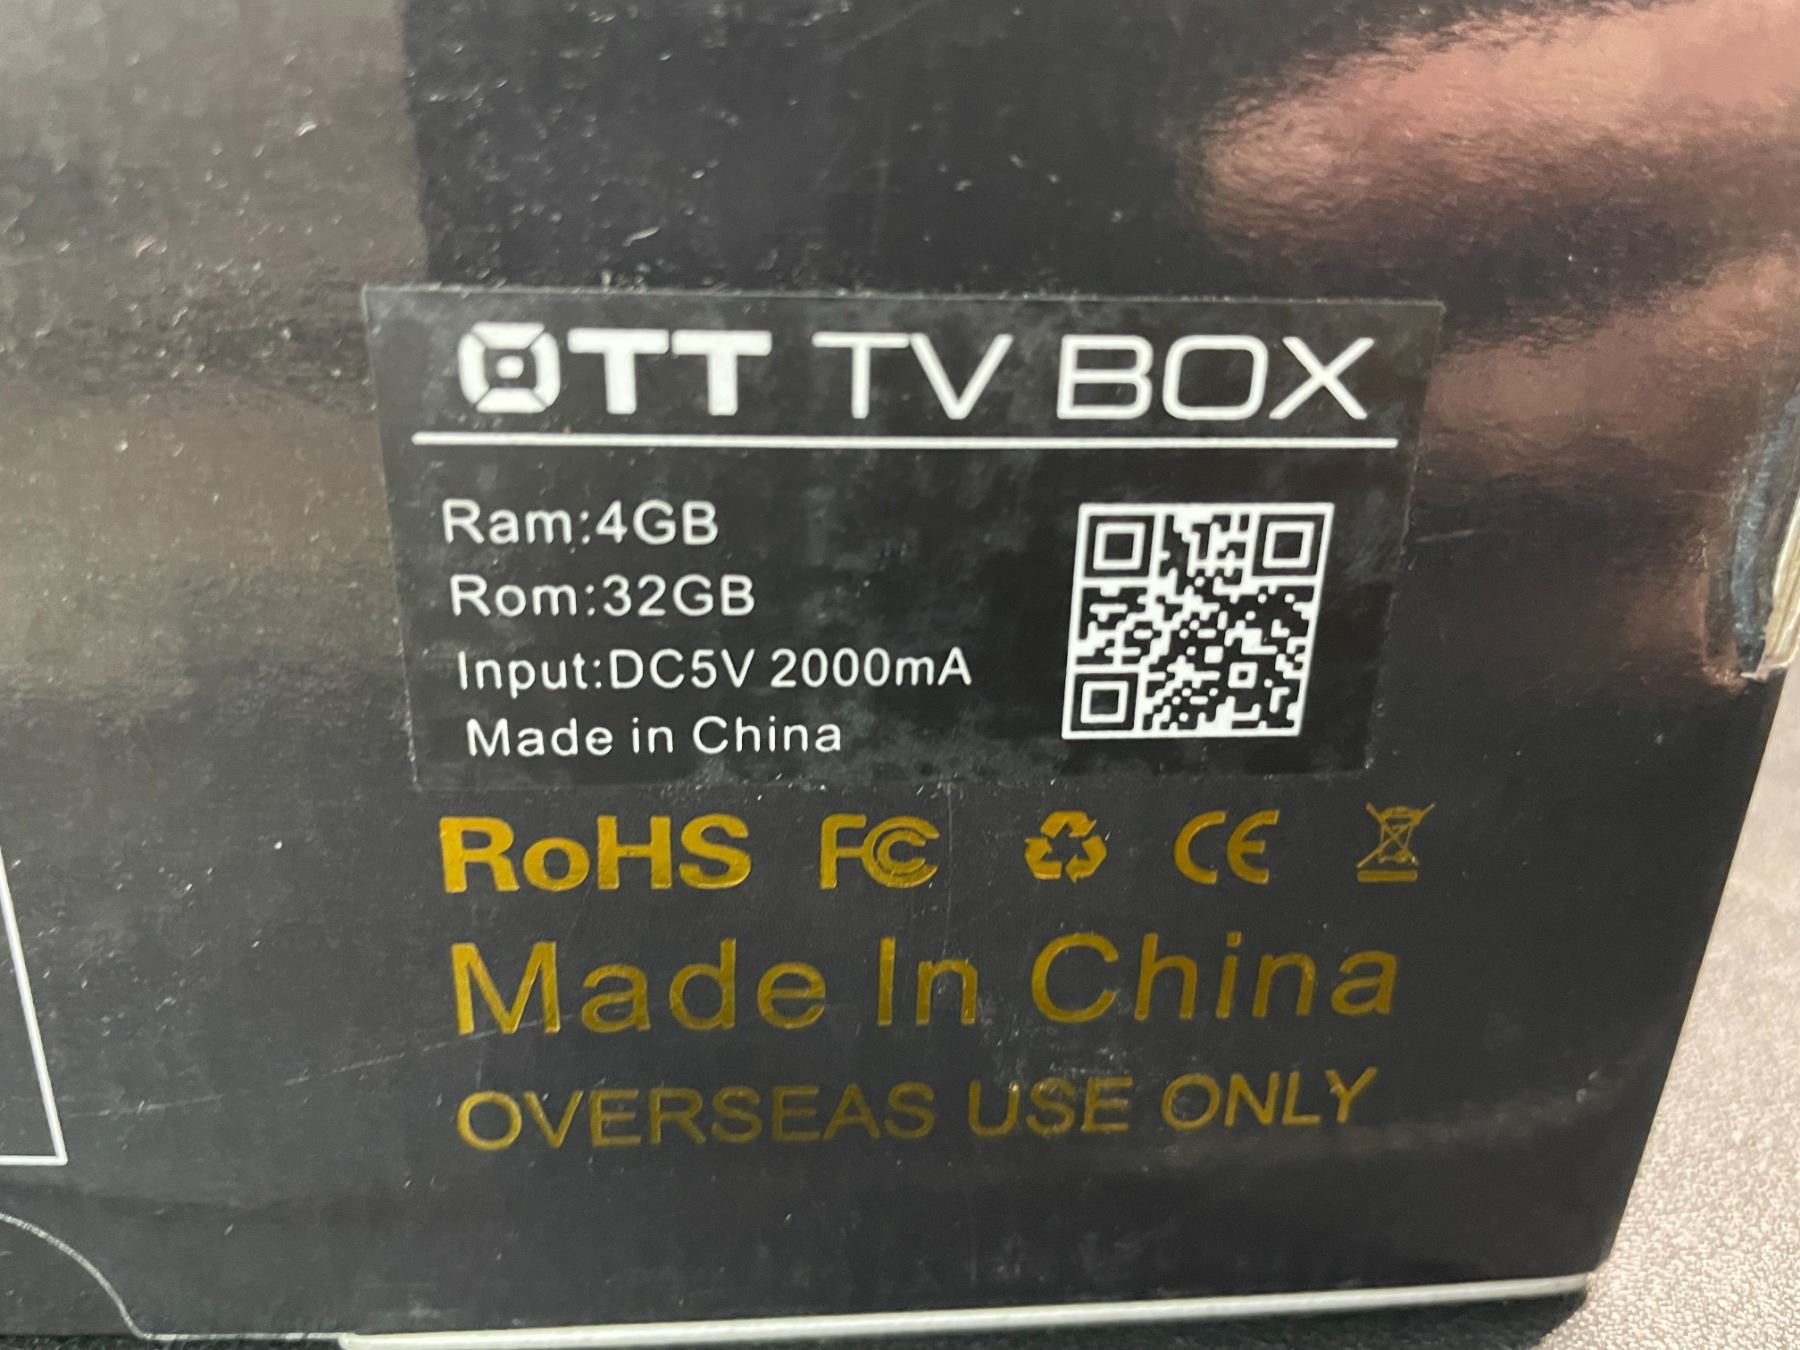 OTT TV BOX
Ram:4GB
Rom:32GB
Input:DC5V 2000mA
Made in China
RoHS FC CE
Made In China
OVERSEAS USE ONLY